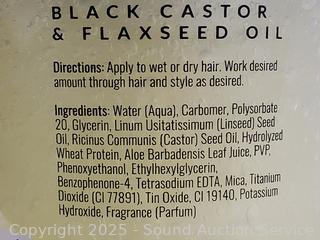 BLACK CASTOR
& FLAXSEED OIL
Directions: Apply to wet or dry hair. Work desired
amount through hair and style as desired.
Ingredients: Water (Aqua), Carbomer, Polysorbate
20, Glycerin, Linum Usitatissimum (Linseed) Seed
Oil, Ricinus Communis (Castor) Seed Oil, Hydrolyzed
Wheat Protein, Aloe Barbadensis Leaf Juice, PVP,
Phenoxyethanol, Ethylhexylglycerin,
Benzophenone-4, Tetrasodium EDTA, Mica, Titanium
Dioxide (CI 77891), Tin Oxide, CI 19140, Potassium
Hydroxide, Fragrance (Parfum)
Copyright 2025 - Sound Auction Service